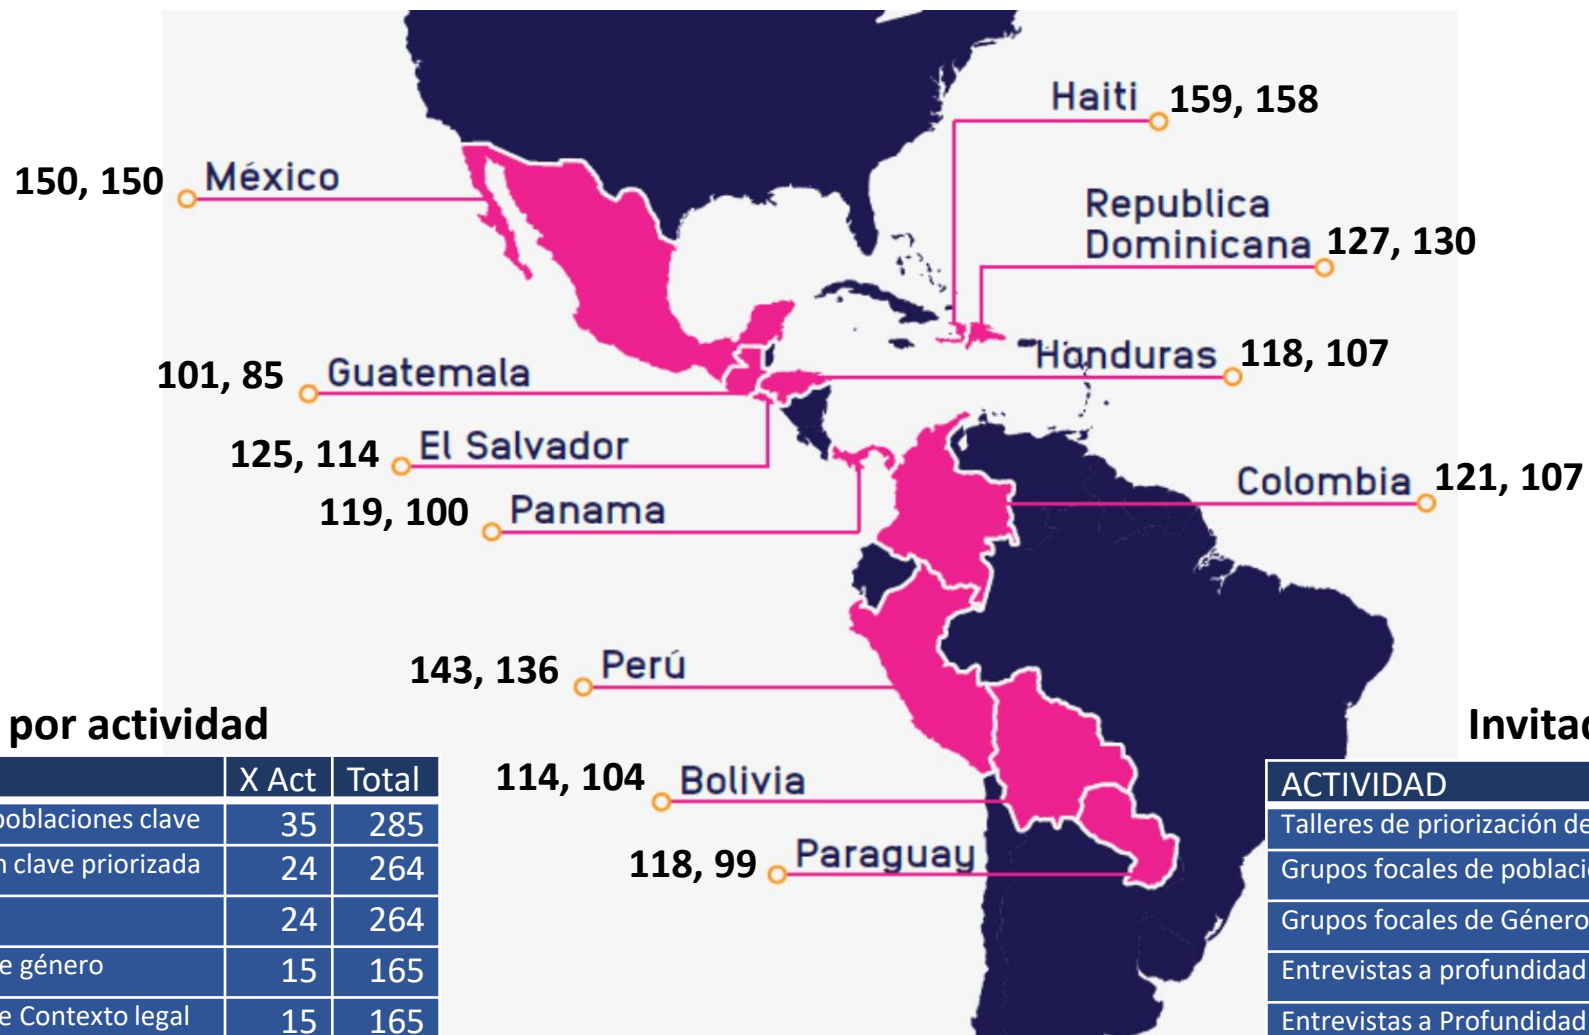 Haiti 159, 158
150, 150 México
Republica
Dominicana 127, 130
Honduras 118, 107
101, 85 Guatemala
125, 114 El Salvador
Colombia 121, 107
119, 100 Panama
143, 136 Perú
por actividad
Invitad
114, 104 Bolivia
X Act Total
poblaciones clave 35 285
n clave priorizada 24 264
24 264
e género 15 165
e Contexto legal 15 165
118, 99 Paraguay
ACTIVIDAD
Talleres de priorización de
Grupos focales de població
Grupos focales de Género
Entrevistas a profundidad
Entrevistas a Profundidad